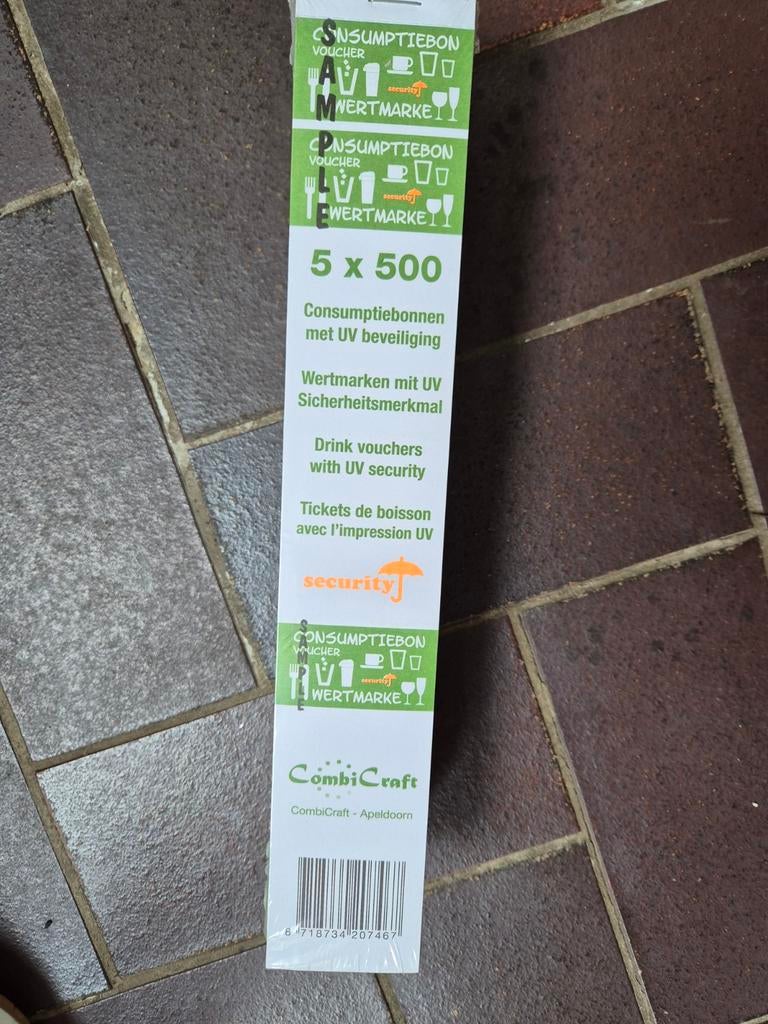 CONSUMPTIEBON
VOUCHER
security
WERTMARKE
SAMPLE
CONSUMPTIEBON
VOUCHER
security
WERTMARKE
5 x 500
Consumptiebonnen
met UV beveiliging
Wertmarken mit UV
Sicherheitsmerkmal
Drink vouchers
with UV security
Tickets de boisson
avec l'impression UV
security
CONSUMPTIEBON
VOUCHER
security
WERTMARKE
SAMPLE
CombiCraft
CombiCraft - Apeldoorn
8 718734 207467